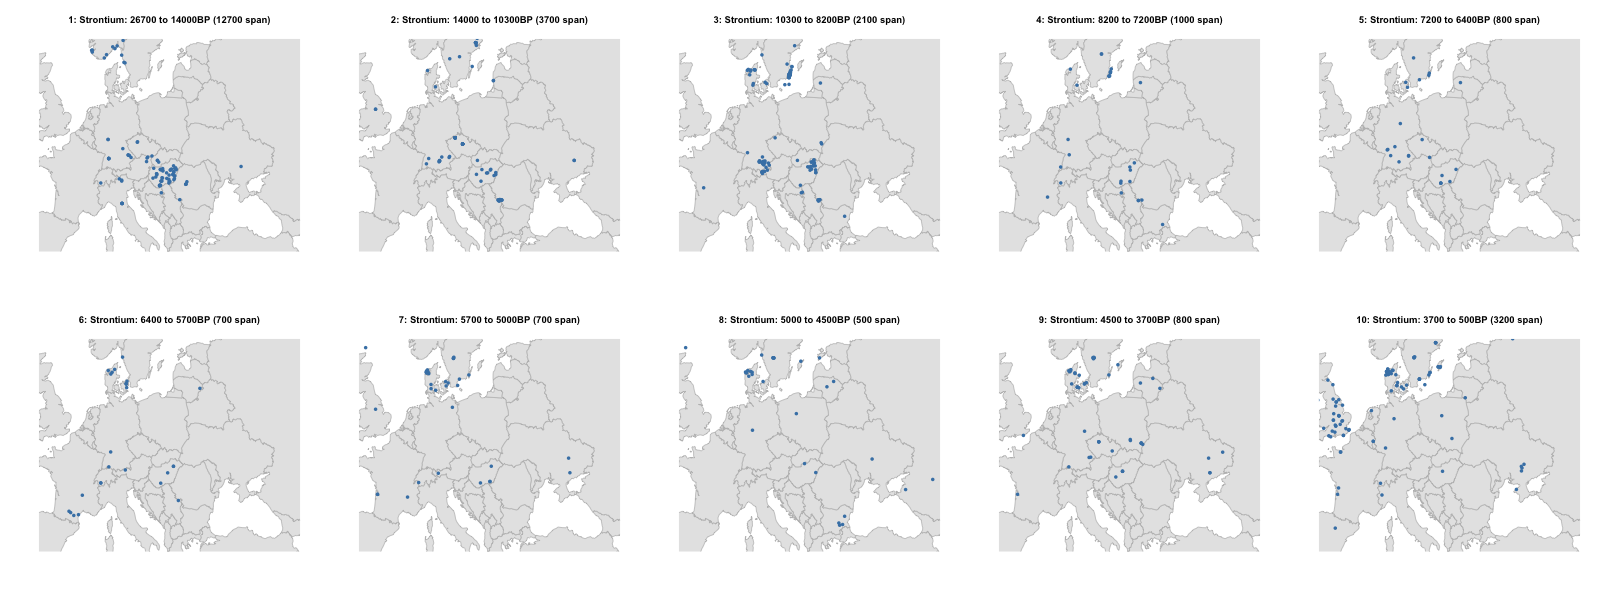 1: Strontium: 26700 to 14000BP (12700 span)
2: Strontium: 14000 to 10300BP (3700 span)
3: Strontium: 10300 to 8200BP (2100 span)
4: Strontium: 8200 to 7200BP (1000 span)
5: Strontium: 7200 to 6400BP (800 span)
6: Strontium: 6400 to 5700BP (700 span)
7: Strontium: 5700 to 5000BP (700 span)
8: Strontium: 5000 to 4500BP (500 span)
9: Strontium: 4500 to 3700BP (800 span)
10: Strontium: 3700 to 500BP (3200 span)